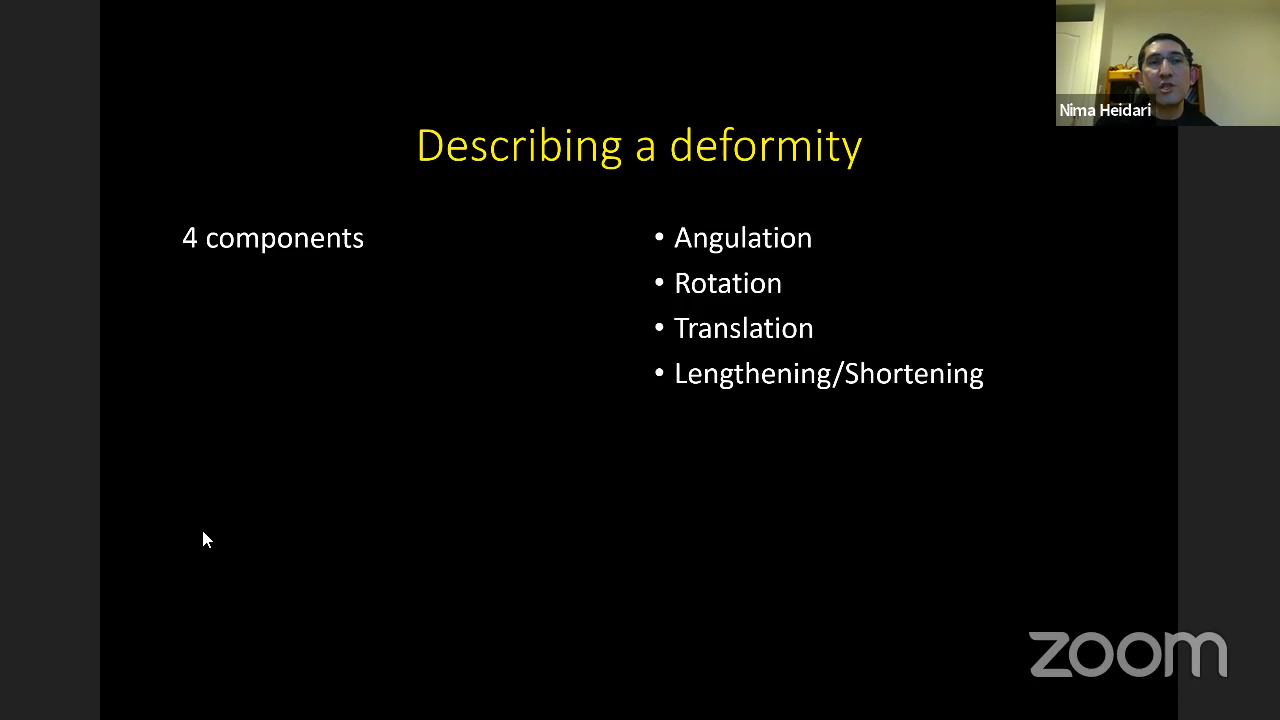 Nima Heidari
Describing a deformity
4 components
• Angulation
• Rotation
• Translation
• Lengthening/Shortening
zoom